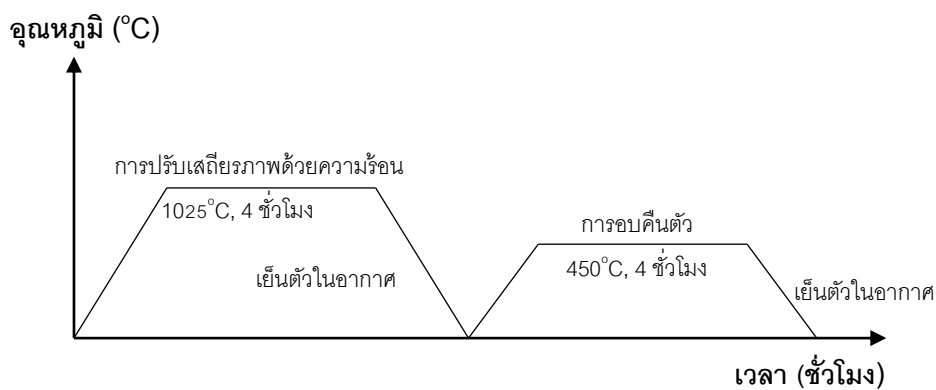 อุณหภูมิ (°C)
การปรับเสถียรภาพด้วยความร้อน
1025°C, 4 ชั่วโมง
เย็นตัวในอากาศ
การอบคืนตัว
450°C, 4 ชั่วโมง
เย็นตัวในอากาศ
เวลา (ชั่วโมง)